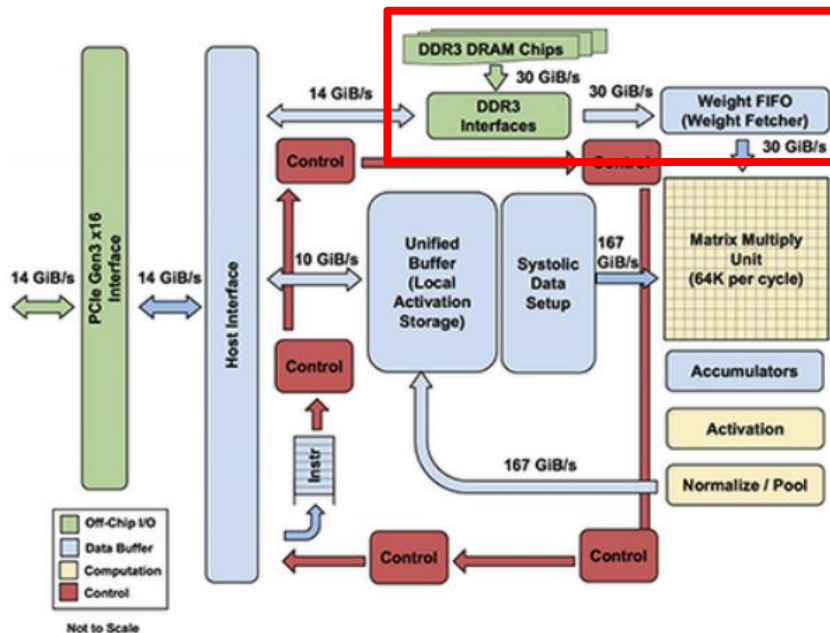 DDR3 DRAM Chips
30 GiB/s
14 GiB/s
30 GiB/s
DDR3
Interfaces
Weight FIFO
(Weight Fetcher)
Control
Control
30 GiB/s
PCIe Gen3 x16
Interface
Host Interface
14 GiB/s
14 GiB/s
10 GiB/s
Unified
Buffer
(Local
Activation
Storage)
Systolic
Data
Setup
167
GiB/s
Matrix Multiply
Unit
(64K per cycle)
Control
Accumulators
Activation
Instr
167 GiB/s
Normalize / Pool
Off-Chip I/O
Data Buffer
Computation
Control
Control
Control
Not to Scale